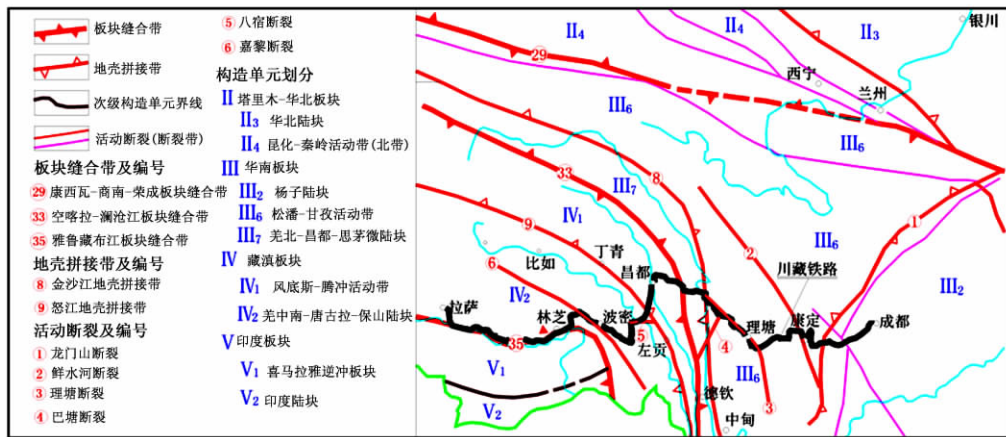 板块缝合带
地壳拼接带
次级构造单元界线
活动断裂(断裂带)
板块缝合带及编号
29 康西瓦-商南-荣成板块缝合带
33 空喀拉-澜沧江板块缝合带
35 雅鲁藏布江板块缝合带
地壳拼接带及编号
8 金沙江地壳拼接带
9 怒江地壳拼接带
活动断裂及编号
1 龙门山断裂
2 鲜水河断裂
3 理塘断裂
4 巴塘断裂
5 八宿断裂
6 嘉黎断裂
构造单元划分
II 塔里木-华北板块
II3 华北陆块
II4 昆化-秦岭活动带(北带)
III 华南板块
III2 杨子陆块
III6 松潘-甘孜活动带
III7 羌北-昌都-思茅微陆块
IV 藏滇板块
IV1 风底斯-腾冲活动带
IV2 羌中南-唐古拉-保山陆块
V 印度板块
V1 喜马拉雅逆冲板块
V2 印度陆块
II4
II4
II3
银川
29
西宁
兰州
III6
III6
33
8
III7
IV1
9
1
丁青
2
III6
6
比如
昌都
川藏铁路
III2
拉萨
IV2
林芝
波密
5
理塘
康定
成都
35
左贡
4
V1
III6
德钦
V2
中甸
3